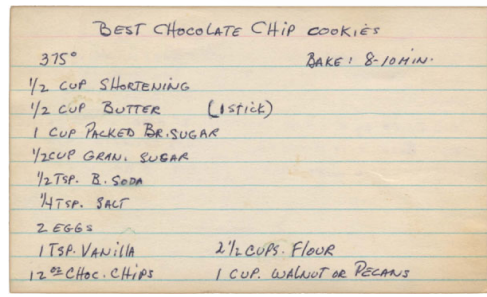 BEST CHOCOLATE CHIP COOKIES
375° BAKE: 8-10 MIN.
1/2 CUP SHORTENING
1/2 CUP BUTTER (1 stick)
1 CUP PACKED BR. SUGAR
1/2 CUP GRAN. SUGAR
1/2 TSP. B. SODA
1/4 TSP. SALT
2 EGGS
1 TSP. VANILLA 2 1/2 CUPS. FLOUR
12 oz CHOC. CHIPS 1 CUP. WALNUT OR PECANS